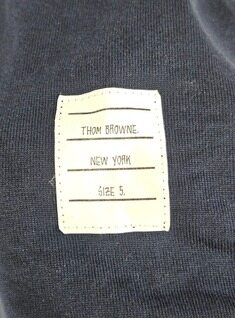 THOM BROWNE.
NEW YORK
SIZE 5.